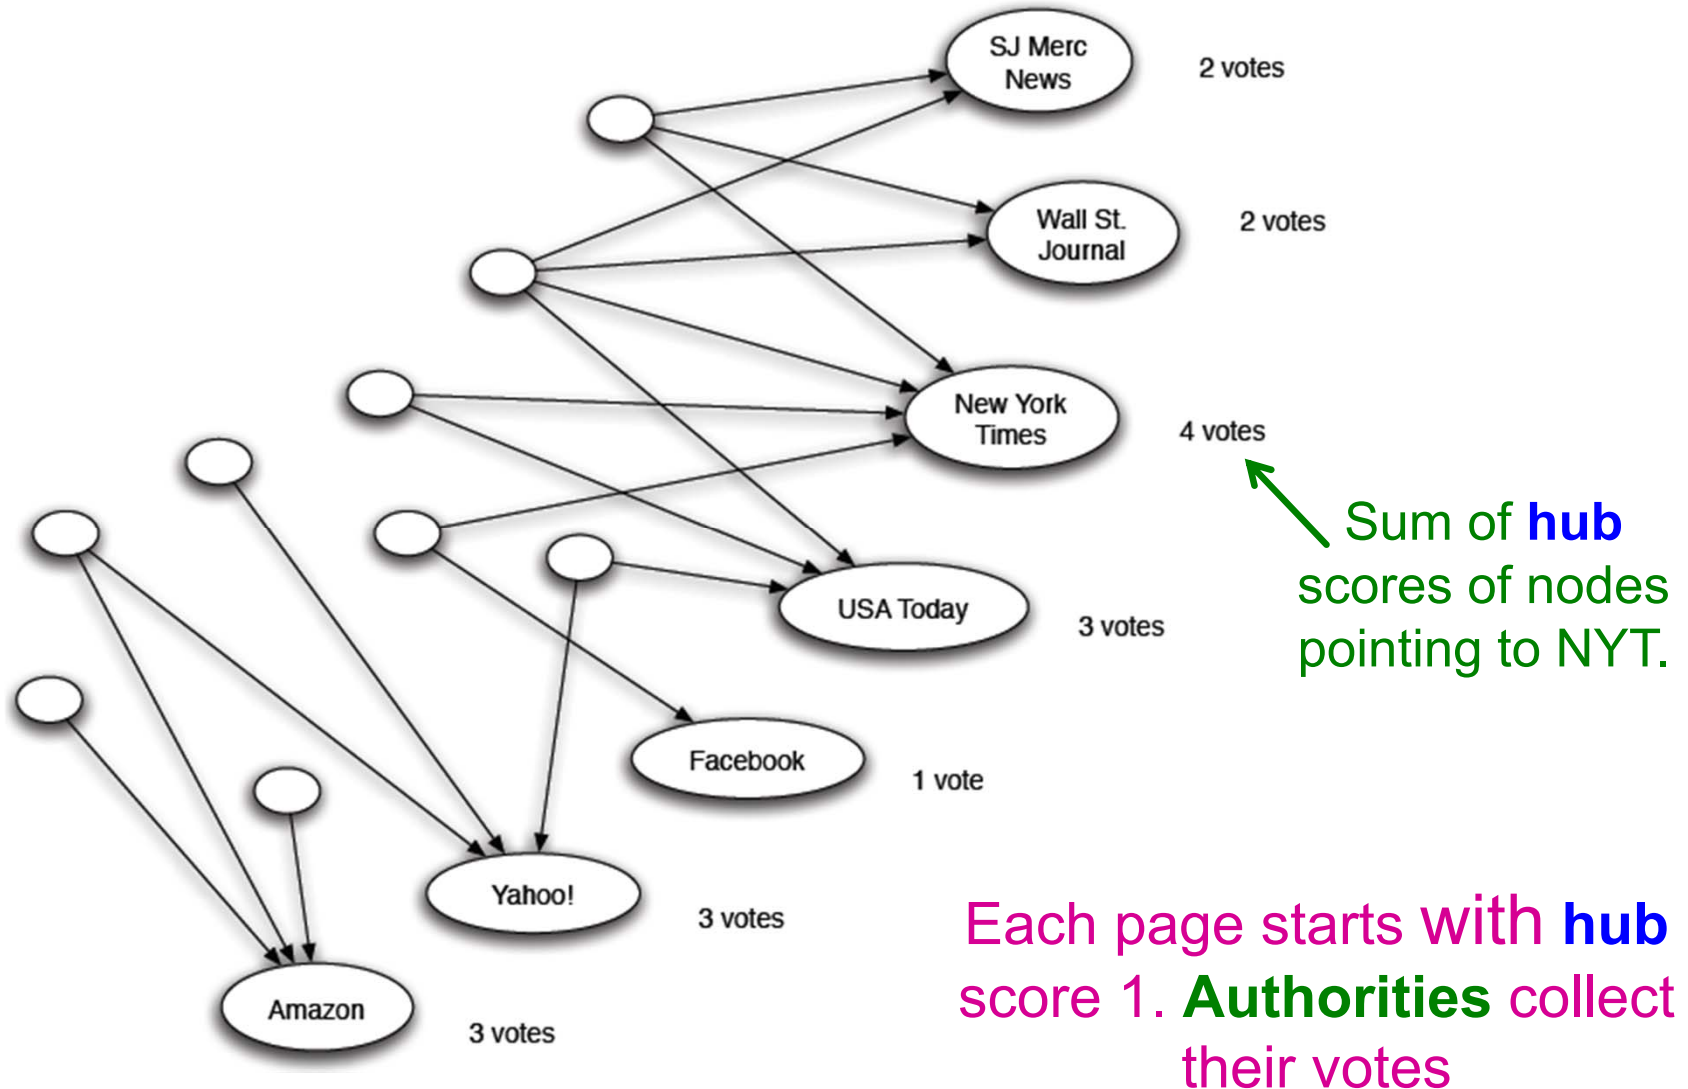 SJ Merc
News
2 votes
Wall St.
Journal
2 votes
New York
Times
4 votes
Sum of hub
scores of nodes
pointing to NYT.
USA Today
3 votes
Facebook
1 vote
Yahoo!
3 votes
Each page starts with hub
score 1. Authorities collect
their votes
Amazon
3 votes